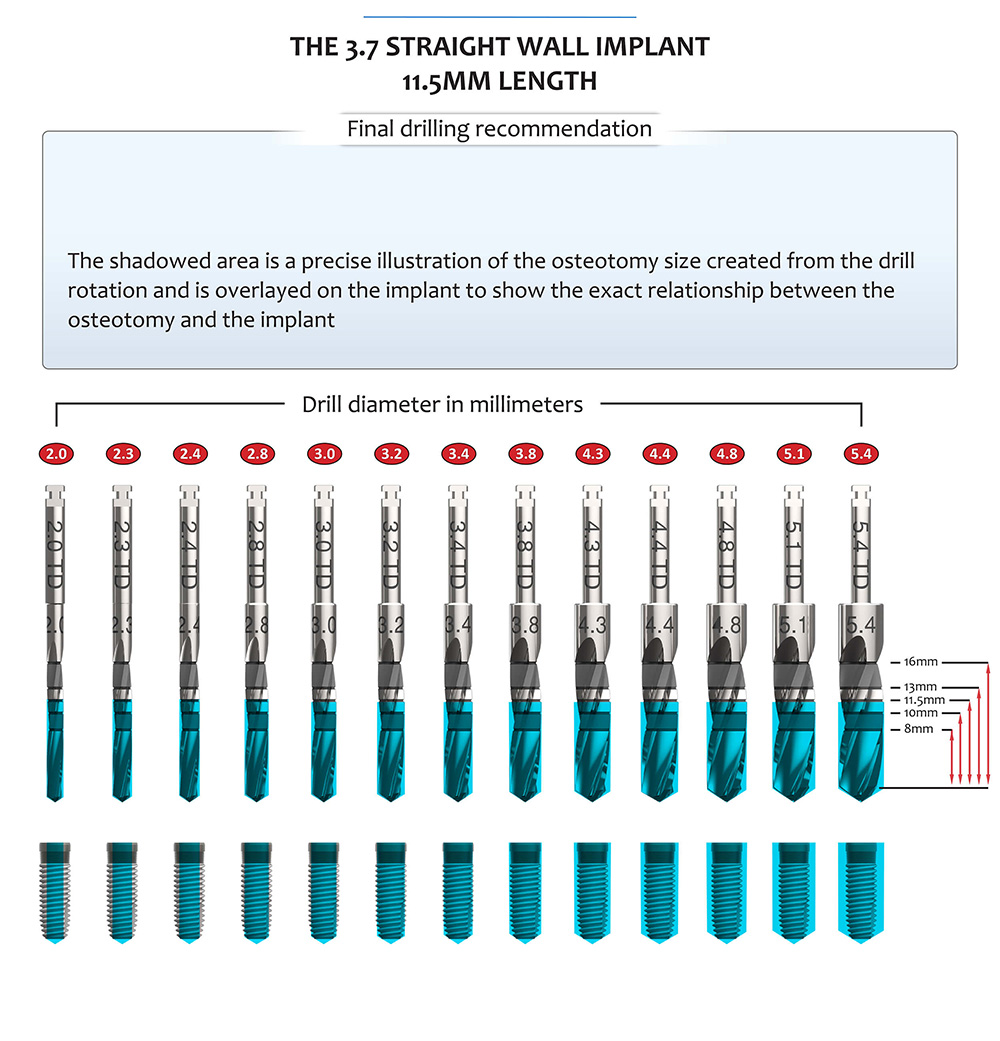 THE 3.7 STRAIGHT WALL IMPLANT
11.5MM LENGTH
Final drilling recommendation
The shadowed area is a precise illustration of the osteotomy size created from the drill
rotation and is overlayed on the implant to show the exact relationship between the
osteotomy and the implant
Drill diameter in millimeters
2.0 2.3 2.4 2.8 3.0 3.2 3.4 3.8 4.3 4.4 4.8 5.1 5.4
2.0 TD 2.3 TD 2.4 TD 2.8 TD 3.0 TD 3.2 TD 3.4 TD 3.8 TD 4.3 TD 4.4 TD 4.8 TD 5.1 TD 5.4 TD
2.0 2.3 2.4 2.8 3.0 3.2 3.4 3.8 4.3 4.4 4.8 5.1 5.4
16mm
13mm
11.5mm
10mm
8mm